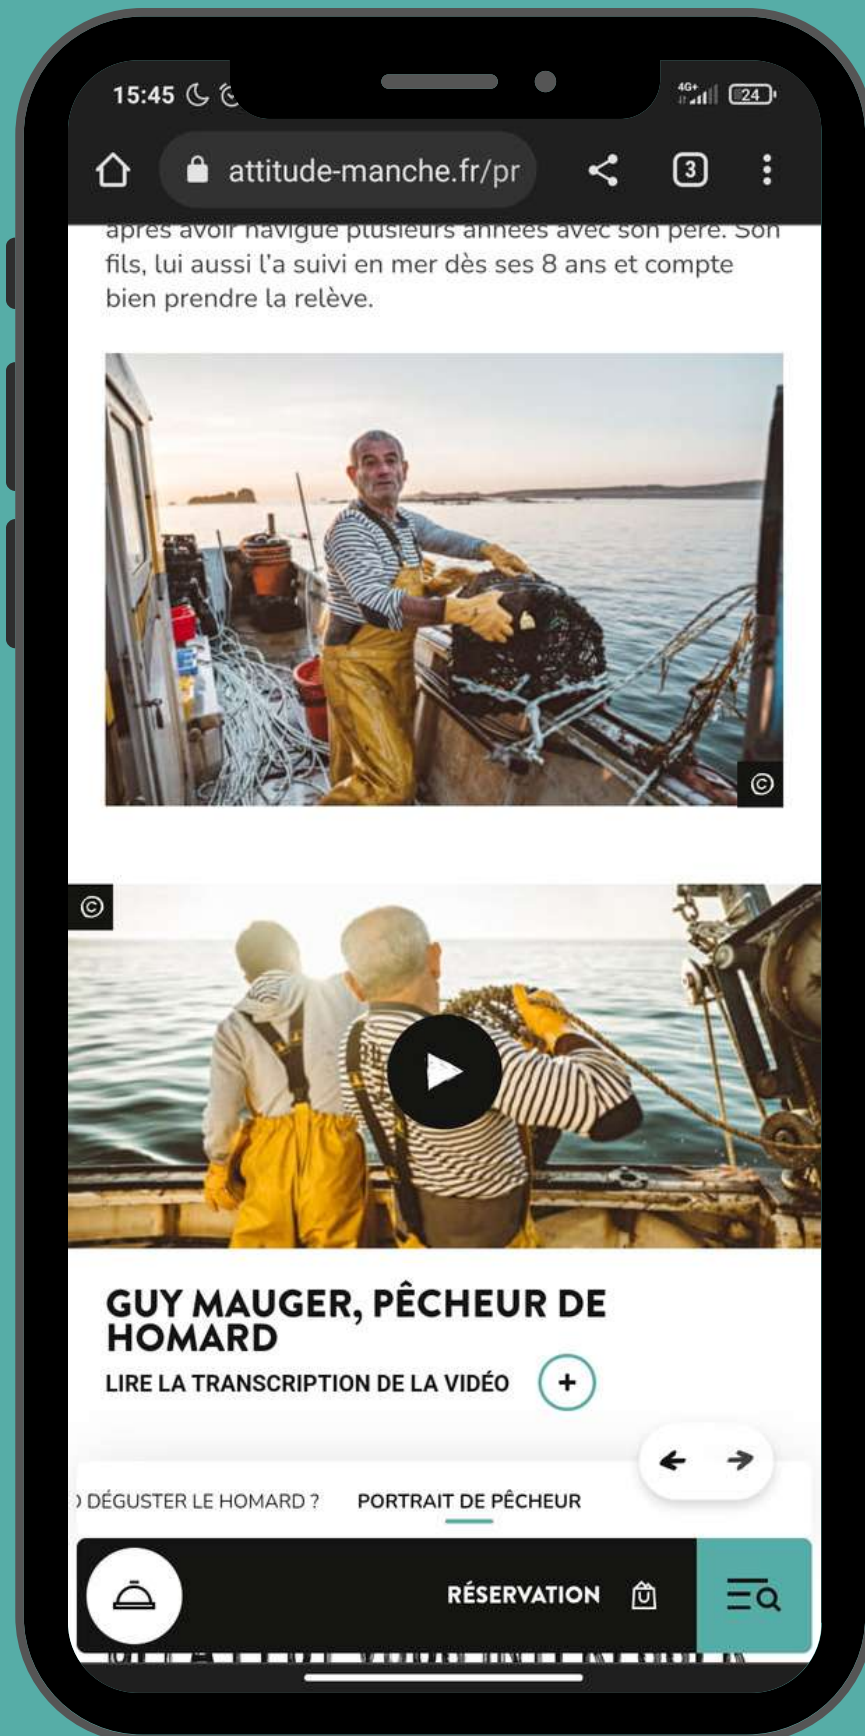 15:45
4G+
24
attitude-manche.fr/pr
3
après avoir navigué plusieurs années avec son père. Son
fils, lui aussi l'a suivi en mer dès ses 8 ans et compte
bien prendre la relève.
©
©
GUY MAUGER, PÊCHEUR DE
HOMARD
LIRE LA TRANSCRIPTION DE LA VIDÉO +
DÉGUSTER LE HOMARD ? PORTRAIT DE PÊCHEUR
RÉSERVATION